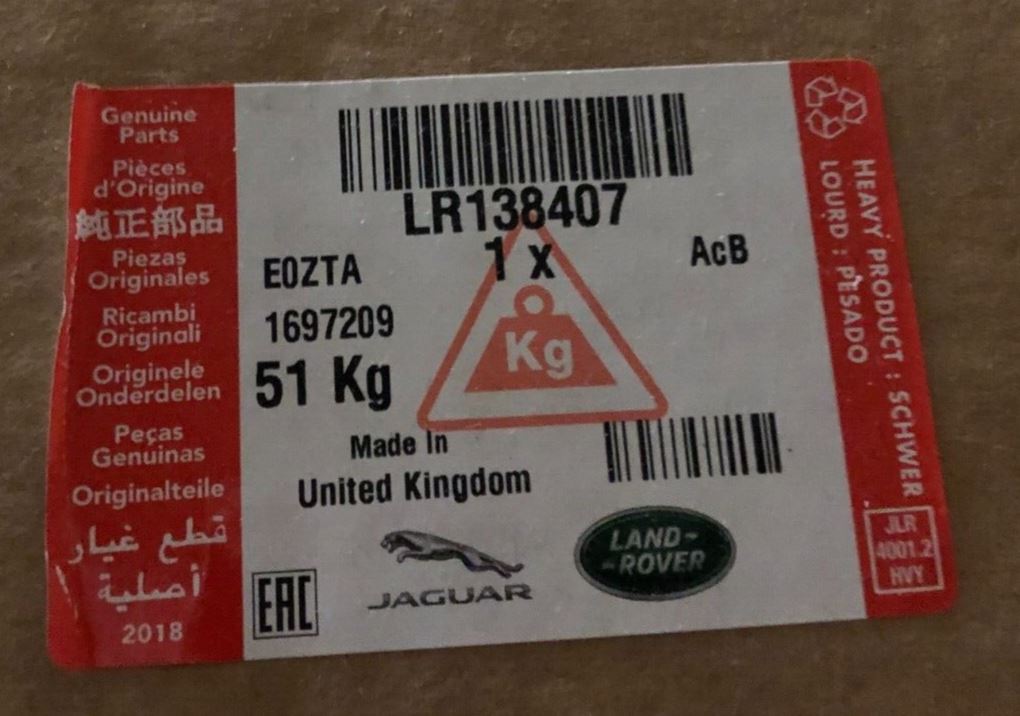 Genuine
Parts
Pièces
d'Origine
純正部品
Piezas
Originales
Ricambi
Originali
Originele
Onderdelen
Peças
Genuinas
Originalteile
قطع غيار
أصلية
2018
LR138407
1 x
AcB
E0ZTA
1697209
51 Kg
Kg
Made In
United Kingdom
EAC
JAGUAR
LAND-
-ROVER
HEAVY PRODUCT : SCHWER
LOURD : PESADO
JLR
4001.2
HVY